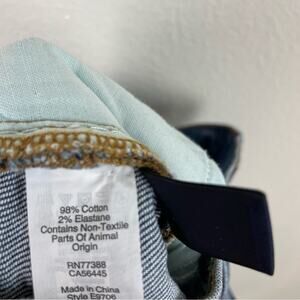 98% Cotton
2% Elastane
Contains Non-Textile
Parts Of Animal
Origin
RN77388
CA56445
Made in China
Style E9706